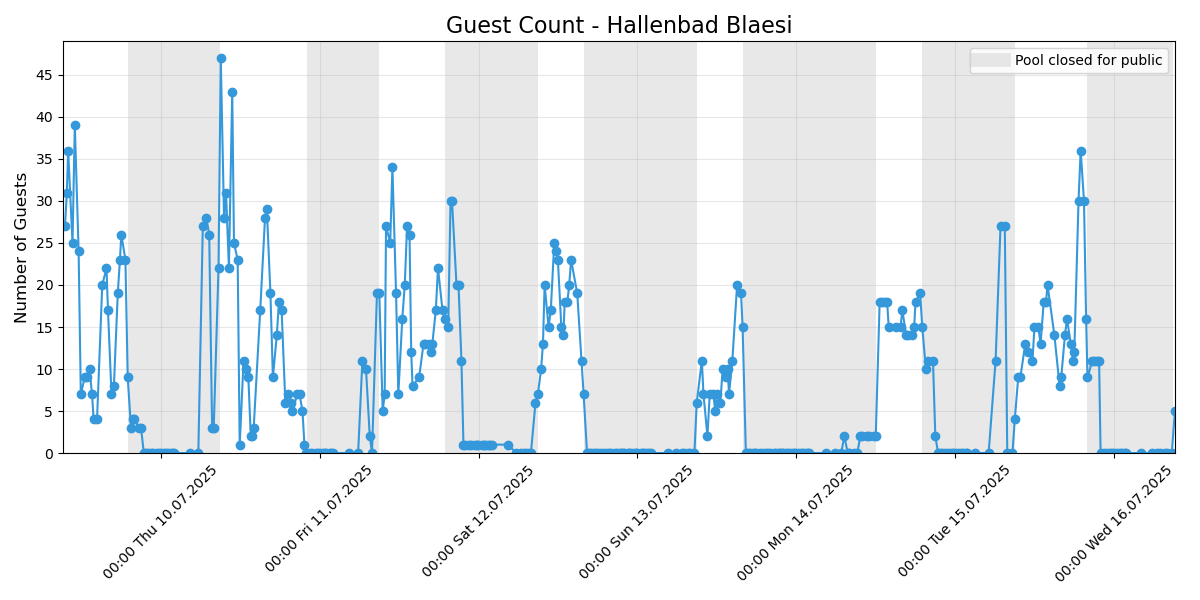 Guest Count - Hallenbad Blaesi
Pool closed for public
Number of Guests
45
40
35
30
25
20
15
10
5
0
00:00 Thu 10.07.2025
00:00 Fri 11.07.2025
00:00 Sat 12.07.2025
00:00 Sun 13.07.2025
00:00 Mon 14.07.2025
00:00 Tue 15.07.2025
00:00 Wed 16.07.2025